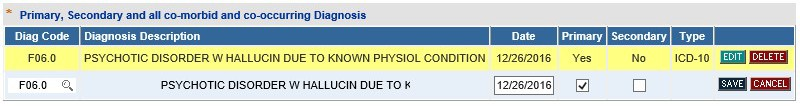 * Primary, Secondary and all co-morbid and co-occurring Diagnosis
Diag Code Diagnosis Description Date Primary Secondary Type
F06.0 PSYCHOTIC DISORDER W HALLUCIN DUE TO KNOWN PHYSIOL CONDITION 12/26/2016 Yes No ICD-10 EDIT DELETE
F06.0 PSYCHOTIC DISORDER W HALLUCIN DUE TO 12/26/2016 SAVE CANCEL